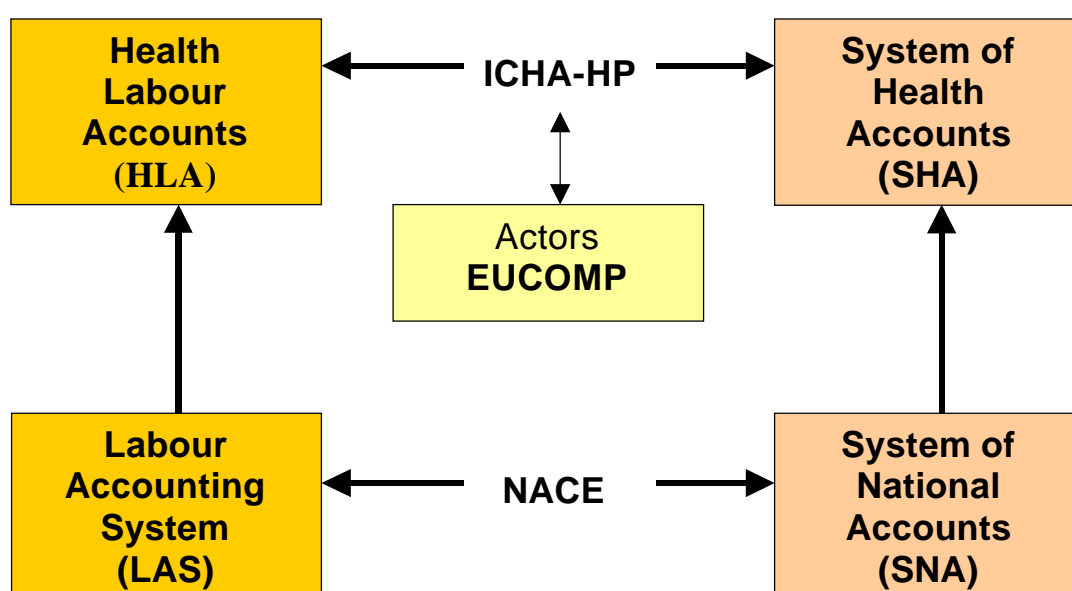 Health
Labour
Accounts
(HLA)
ICHA-HP
System of
Health
Accounts
(SHA)
Actors
EUCOMP
Labour
Accounting
System
(LAS)
NACE
System of
National
Accounts
(SNA)